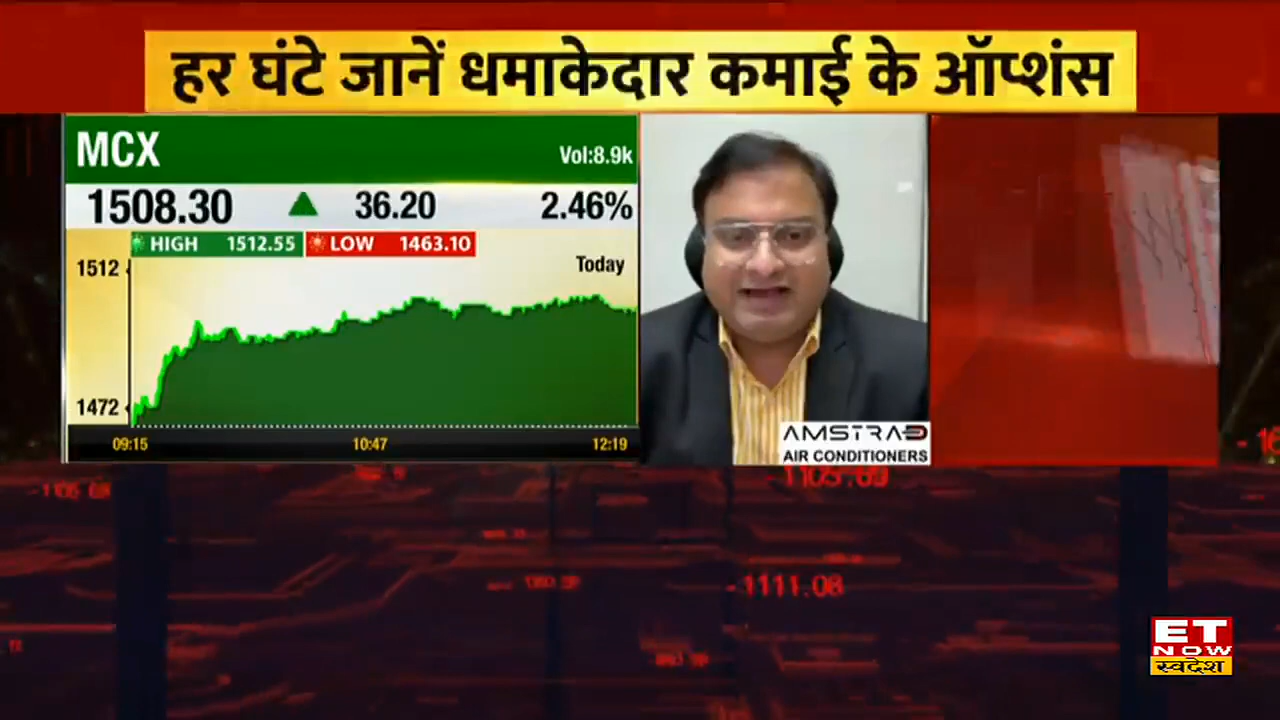 हर घंटे जानें धमाकेदार कमाई के ऑप्शंस
MCX
Vol:8.9k
1508.30 ▲ 36.20 2.46%
HIGH 1512.55 LOW 1463.10
Today
1512
1472
09:15 10:47 12:19
AMSTRAD
AIR CONDITIONERS
-1111.08
ET
NOW
स्वदेश